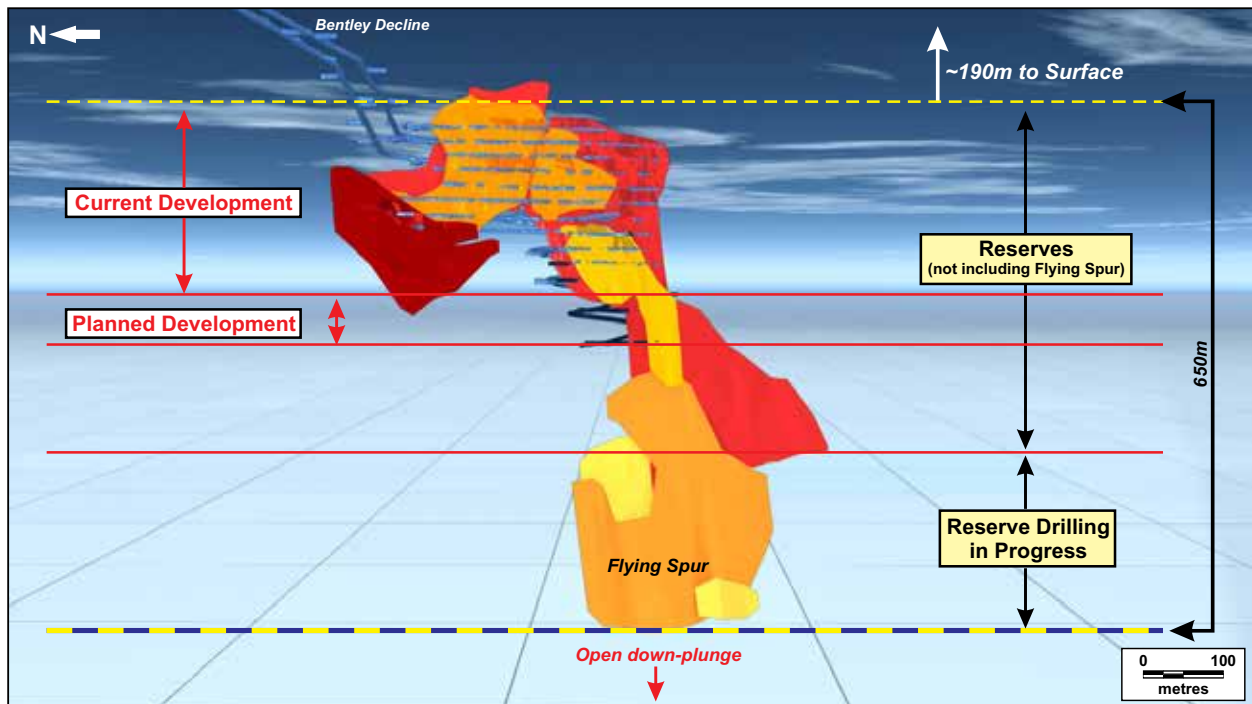 Bentley Decline
N
~190m to Surface
Current Development
Reserves
(not including Flying Spur)
Planned Development
650m
Reserve Drilling
in Progress
Flying Spur
Open down-plunge
0 100
metres